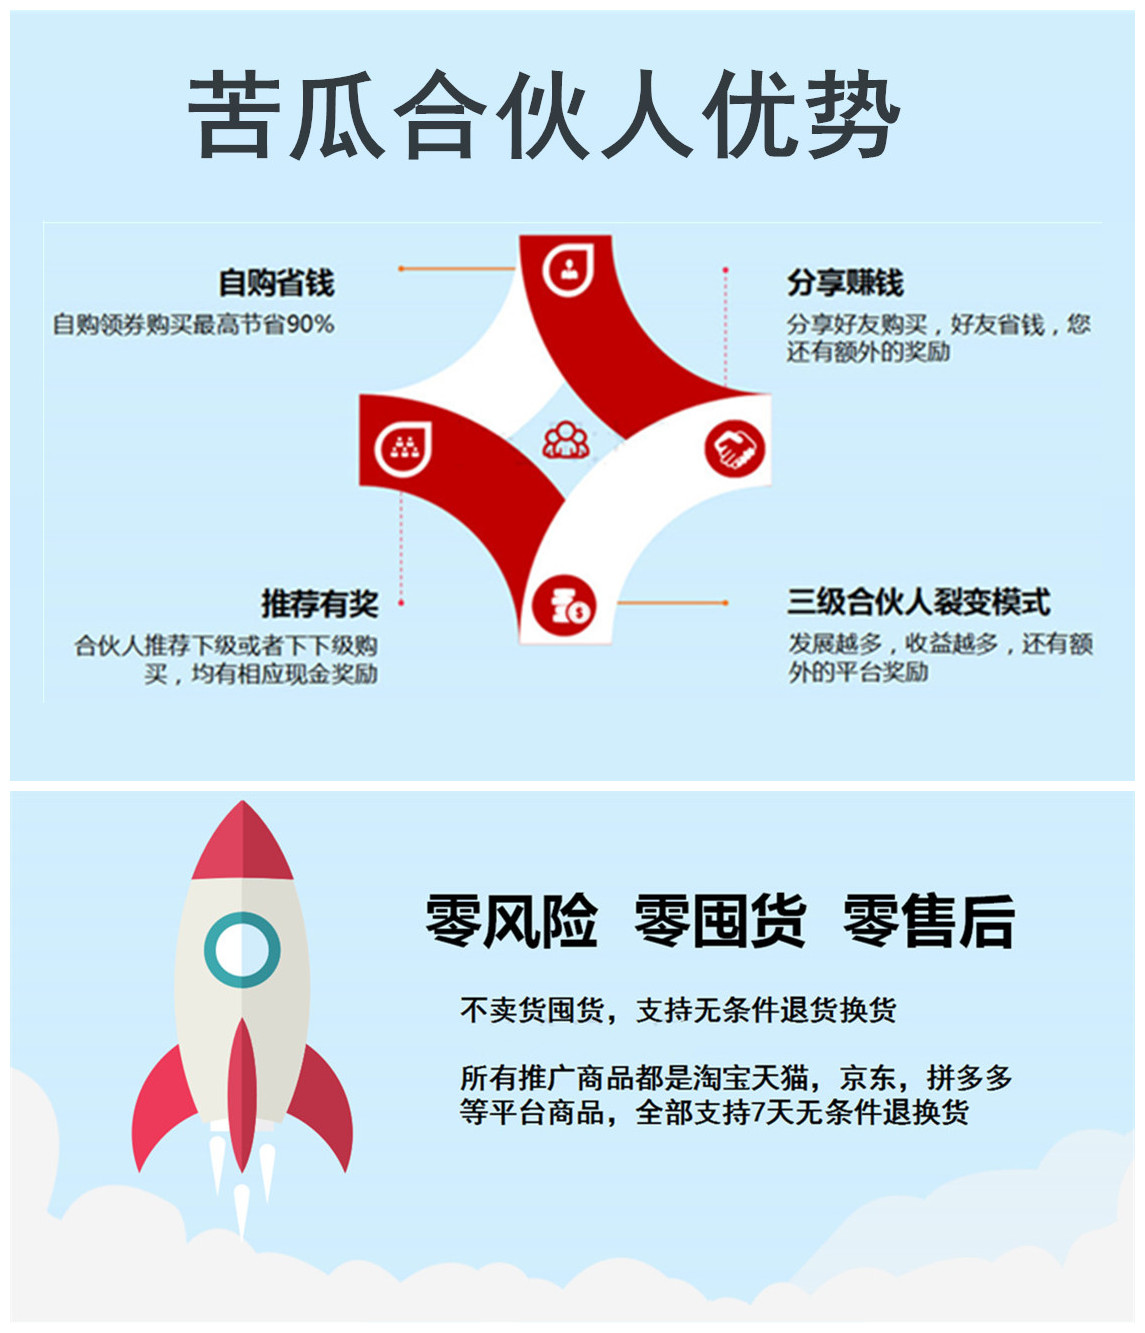 苦瓜合伙人优势
自购省钱
自购领券购买最高节省90%
分享赚钱
分享好友购买，好友省钱，您
还有额外的奖励
推荐有奖
合伙人推荐下级或者下下级购
买，均有相应现金奖励
三级合伙人裂变模式
发展越多，收益越多，还有额
外的平台奖励
零风险 零囤货 零售后
不卖货囤货，支持无条件退货换货
所有推广商品都是淘宝天猫，京东，拼多多
等平台商品，全部支持7天无条件退换货